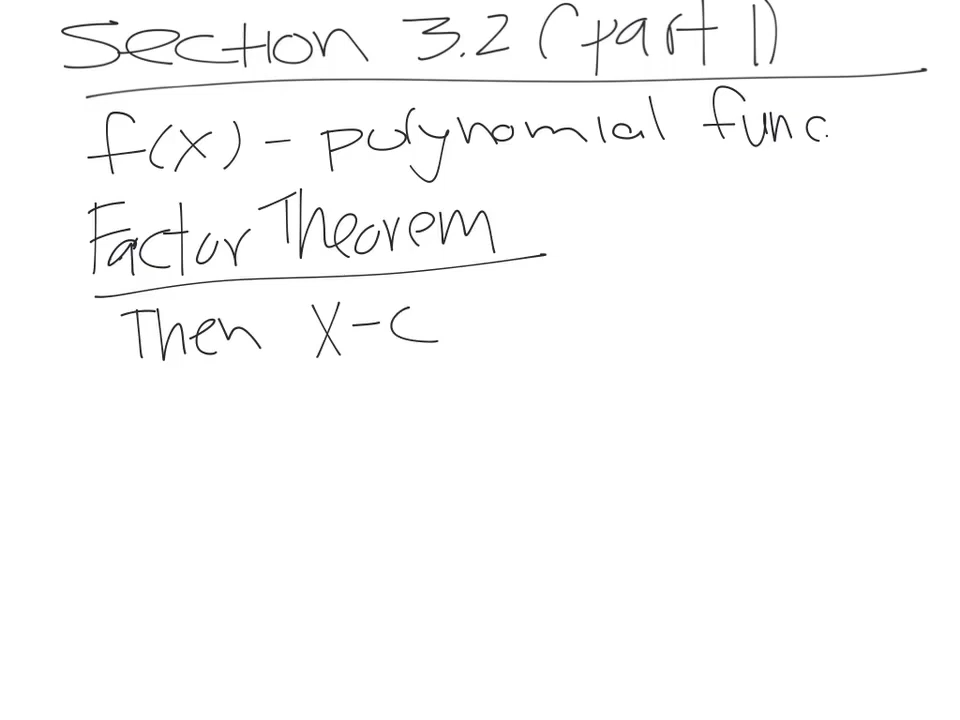 Section 3.2 (part 1)
f(x) - polynomial func.
Factor Theorem
Then x-c